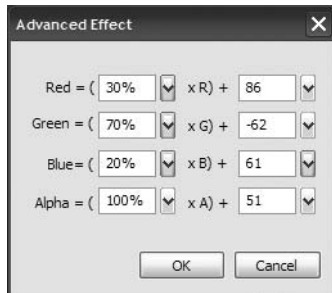 Advanced Effect
Red = ( 30% x R) + 86
Green = ( 70% x G) + -62
Blue= ( 20% x B) + 61
Alpha = ( 100% x A) + 51
OK Cancel